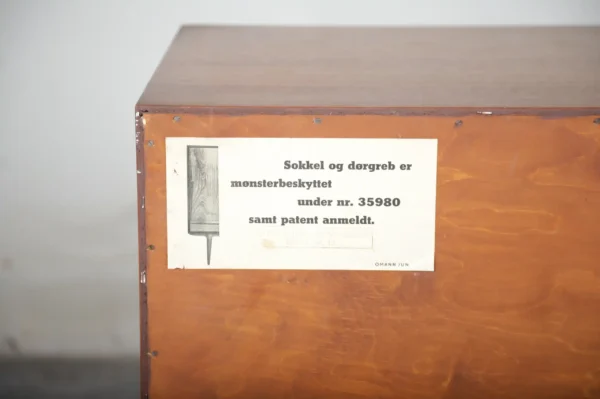 Sokkel og dørgreb er
mønsterbeskyttet
under nr. 35980
samt patent anmeldt.